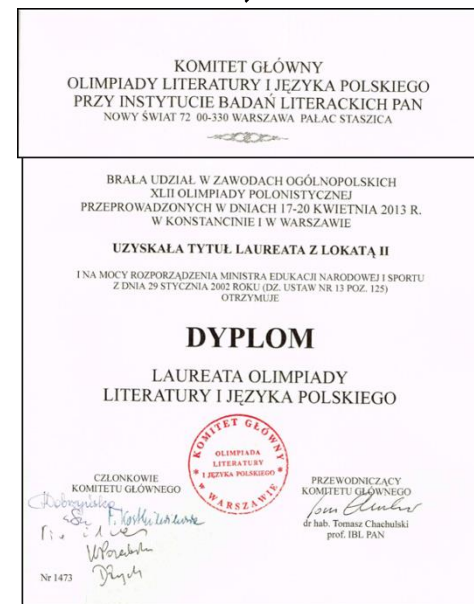 KOMITET GŁÓWNY
OLIMPIADY LITERATURY I JĘZYKA POLSKIEGO
PRZY INSTYTUCIE BADAŃ LITERACKICH PAN
NOWY ŚWIAT 72 00-330 WARSZAWA PAŁAC STASZICA
BRAŁA UDZIAŁ W ZAWODACH OGÓLNOPOLSKICH
XLII OLIMPIADY POLONISTYCZNEJ
PRZEPROWADZONYCH W DNIACH 17-20 KWIETNIA 2013 R.
W KONSTANCINIE I W WARSZAWIE
UZYSKAŁA TYTUŁ LAUREATA Z LOKATĄ II
I NA MOCY ROZPORZĄDZENIA MINISTRA EDUKACJI NARODOWEJ I SPORTU
Z DNIA 29 STYCZNIA 2002 ROKU (DZ. USTAW NR 13 POZ. 125)
OTRZYMUJE
DYPLOM
LAUREATA OLIMPIADY
LITERATURY I JĘZYKA POLSKIEGO
KOMITET GŁÓWNY
OLIMPIADA
LITERATURY
I JĘZYKA POLSKIEGO
* W WARSZAWIE *
CZŁONKOWIE
KOMITETU GŁÓWNEGO
PRZEWODNICZĄCY
KOMITETU GŁÓWNEGO
dr hab. Tomasz Chachulski
prof. IBL PAN
Nr 1473